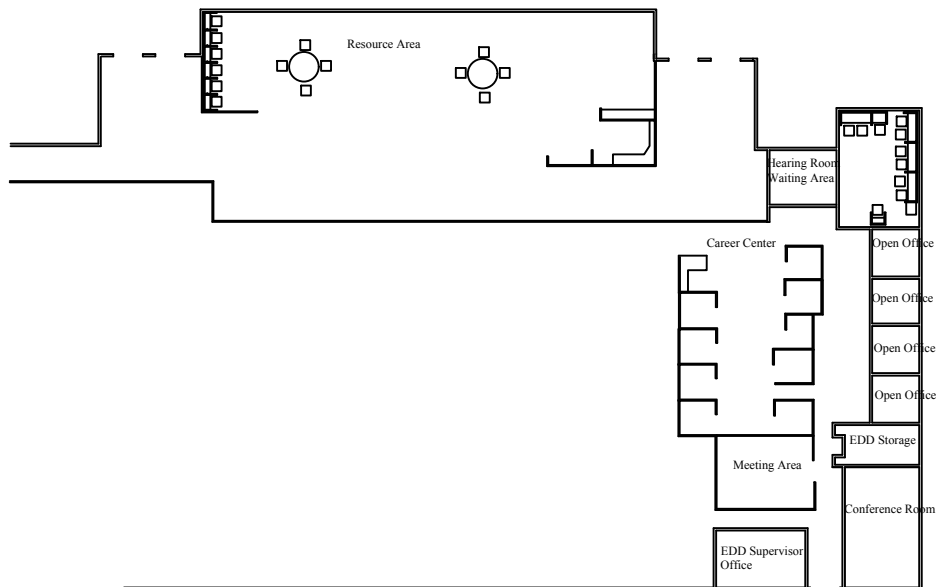 Resource Area
Hearing Room
Waiting Area
Career Center
Open Office
Open Office
Open Office
Open Office
EDD Storage
Meeting Area
Conference Room
EDD Supervisor
Office